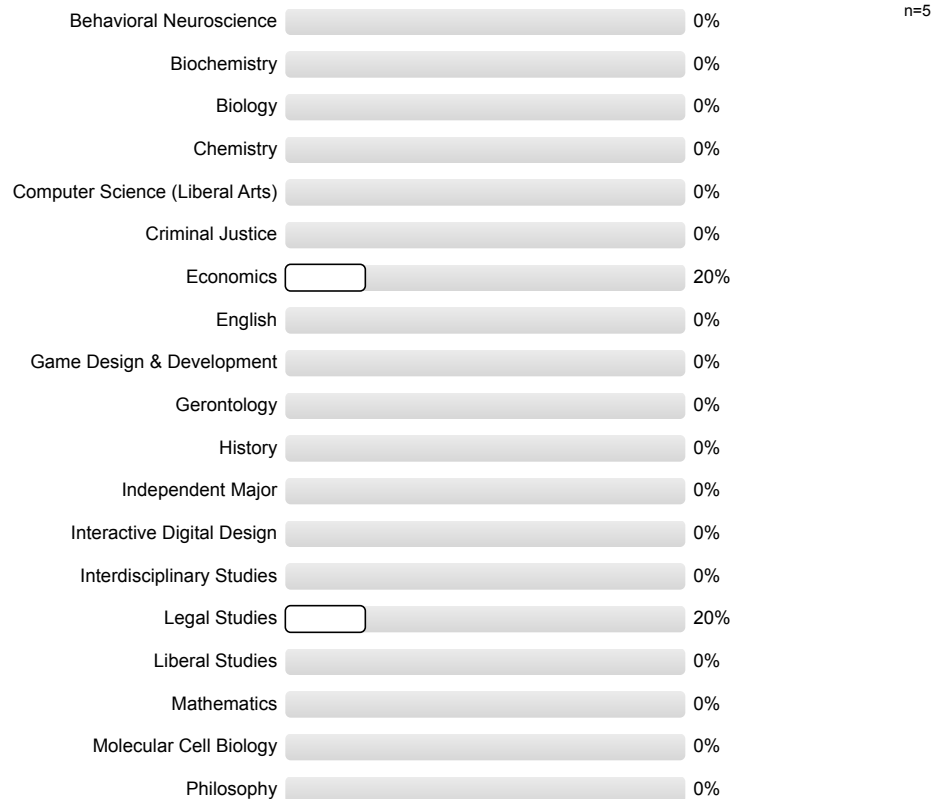 n=5
Behavioral Neuroscience 0%
Biochemistry 0%
Biology 0%
Chemistry 0%
Computer Science (Liberal Arts) 0%
Criminal Justice 0%
Economics 20%
English 0%
Game Design & Development 0%
Gerontology 0%
History 0%
Independent Major 0%
Interactive Digital Design 0%
Interdisciplinary Studies 0%
Legal Studies 20%
Liberal Studies 0%
Mathematics 0%
Molecular Cell Biology 0%
Philosophy 0%